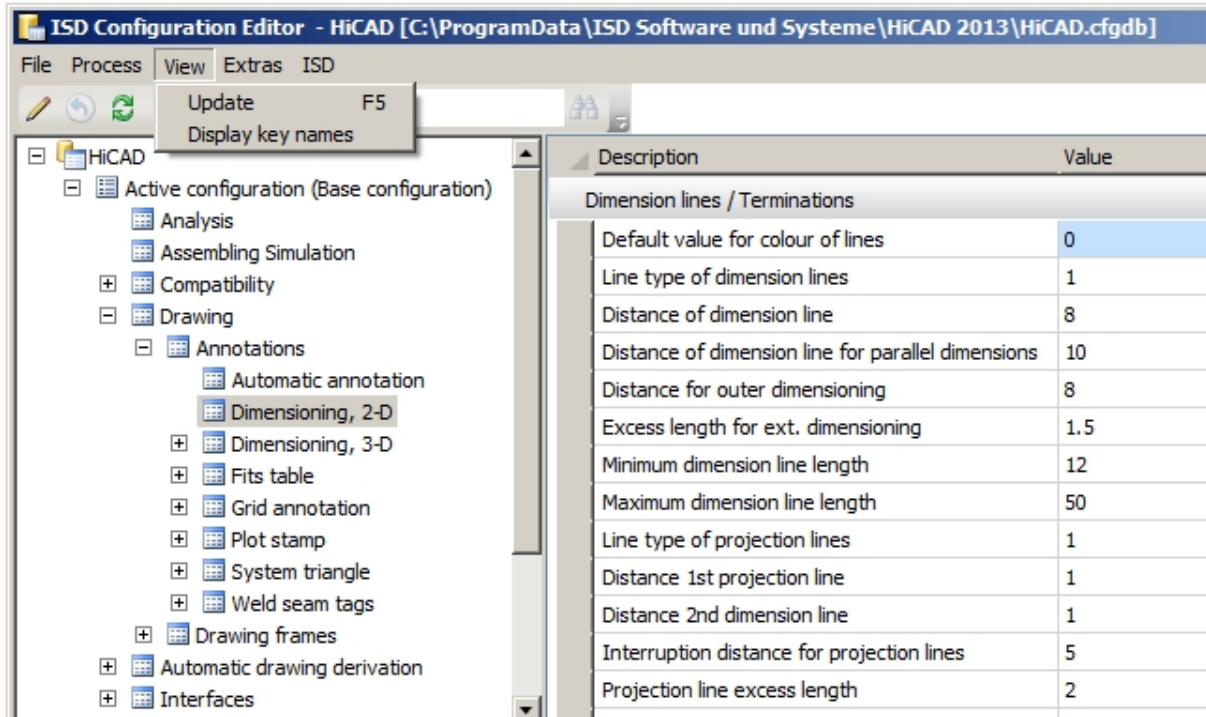 ISD Configuration Editor - HiCAD [C:\ProgramData\ISD Software und Systeme\HiCAD 2013\HiCAD.cfgdb]
File Process View Extras ISD
Update F5
Display key names
HiCAD
Active configuration (Base configuration)
Analysis
Assembling Simulation
Compatibility
Drawing
Annotations
Automatic annotation
Dimensioning, 2-D
Dimensioning, 3-D
Fits table
Grid annotation
Plot stamp
System triangle
Weld seam tags
Drawing frames
Automatic drawing derivation
Interfaces
Description Value
Dimension lines / Terminations
Default value for colour of lines 0
Line type of dimension lines 1
Distance of dimension line 8
Distance of dimension line for parallel dimensions 10
Distance for outer dimensioning 8
Excess length for ext. dimensioning 1.5
Minimum dimension line length 12
Maximum dimension line length 50
Line type of projection lines 1
Distance 1st projection line 1
Distance 2nd dimension line 1
Interruption distance for projection lines 5
Projection line excess length 2